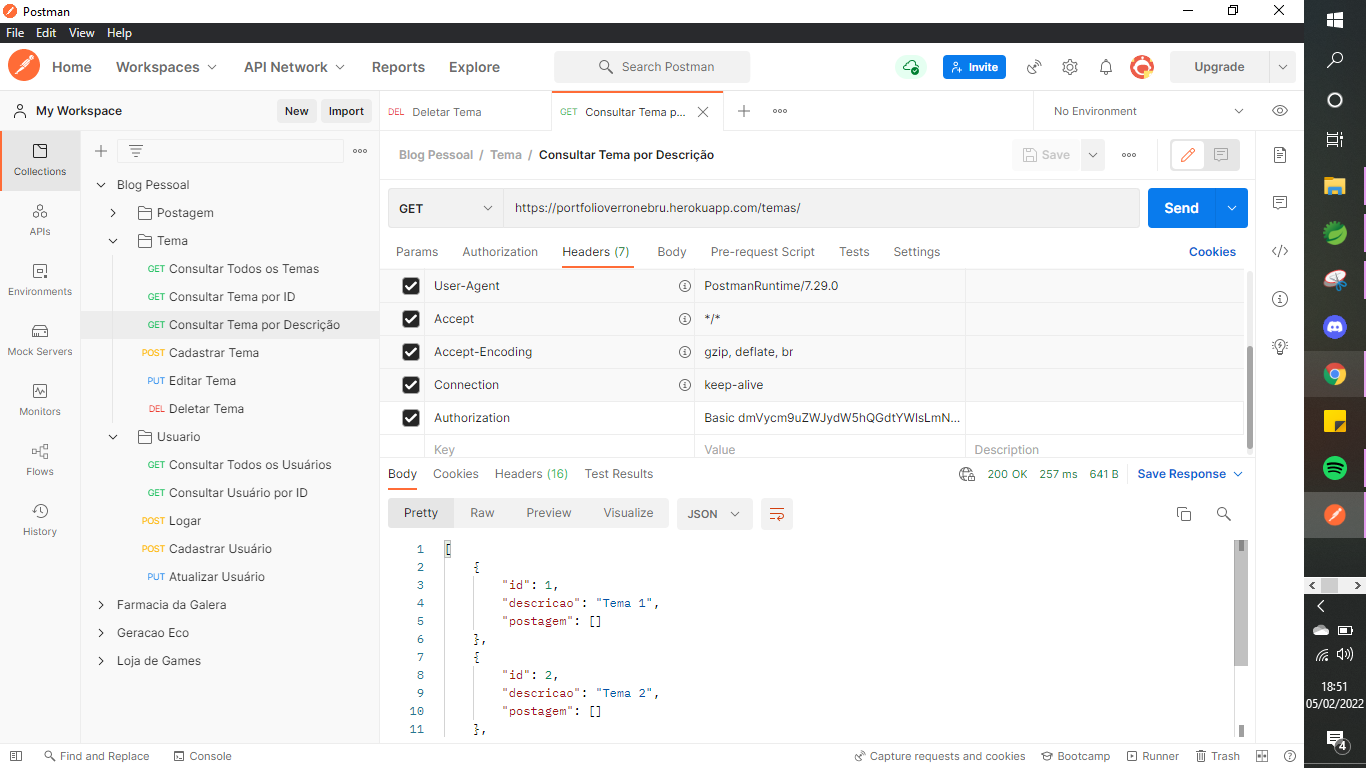 Postman
File Edit View Help
Home Workspaces API Network Reports Explore Search Postman Invite Upgrade
My Workspace New Import
DEL Deletar Tema GET Consultar Tema p... No Environment
Blog Pessoal / Tema / Consultar Tema por Descrição Save
GET https://portfolioverronebru.herokuapp.com/temas/ Send
Params Authorization Headers (7) Body Pre-request Script Tests Settings Cookies
Collections
APIs
Environments
Mock Servers
Monitors
Flows
History
Blog Pessoal
Postagem
Tema
GET Consultar Todos os Temas
GET Consultar Tema por ID
GET Consultar Tema por Descrição
POST Cadastrar Tema
PUT Editar Tema
DEL Deletar Tema
Usuario
GET Consultar Todos os Usuários
GET Consultar Usuário por ID
POST Logar
POST Cadastrar Usuário
PUT Atualizar Usuário
Farmacia da Galera
Geracao Eco
Loja de Games
User-Agent PostmanRuntime/7.29.0
Accept */*
Accept-Encoding gzip, deflate, br
Connection keep-alive
Authorization Basic dmVycm9uZWJydW5hQGdtYWlsLmN...
Key Value Description
Body Cookies Headers (16) Test Results 200 OK 257 ms 641 B Save Response
Pretty Raw Preview Visualize JSON
1 [
2 {
3 "id": 1,
4 "descricao": "Tema 1",
5 "postagem": []
6 },
7 {
8 "id": 2,
9 "descricao": "Tema 2",
10 "postagem": []
11 },
Find and Replace Console Capture requests and cookies Bootcamp Runner Trash
18:51
05/02/2022
4